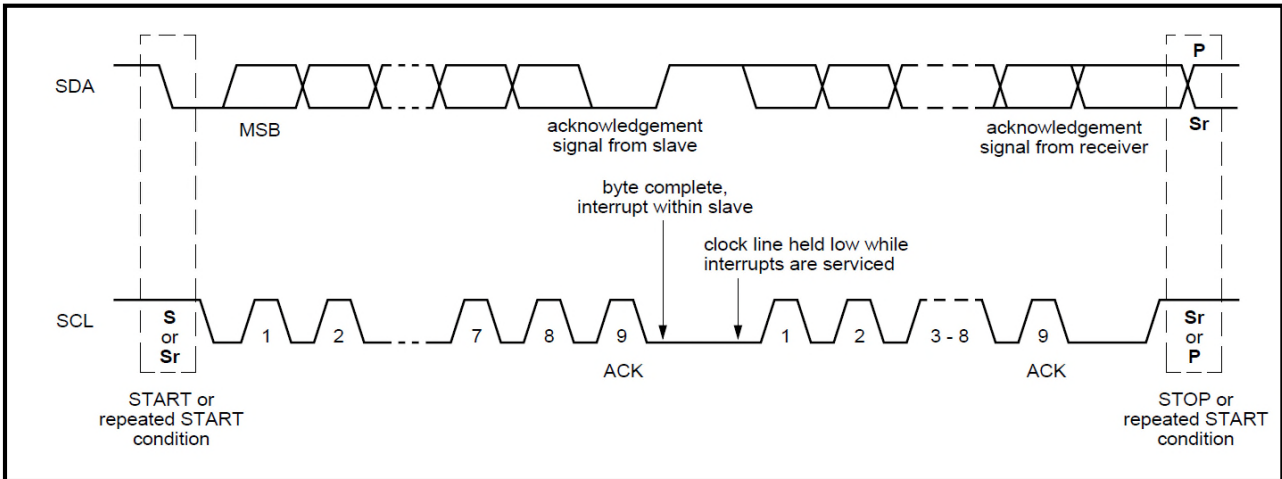 P
SDA
MSB
acknowledgement
signal from slave
acknowledgement
signal from receiver
Sr
byte complete,
interrupt within slave
clock line held low while
interrupts are serviced
SCL
S
or
Sr
1
2
7
8
9
1
2
3 - 8
9
Sr
or
P
ACK
ACK
START or
repeated START
condition
STOP or
repeated START
condition